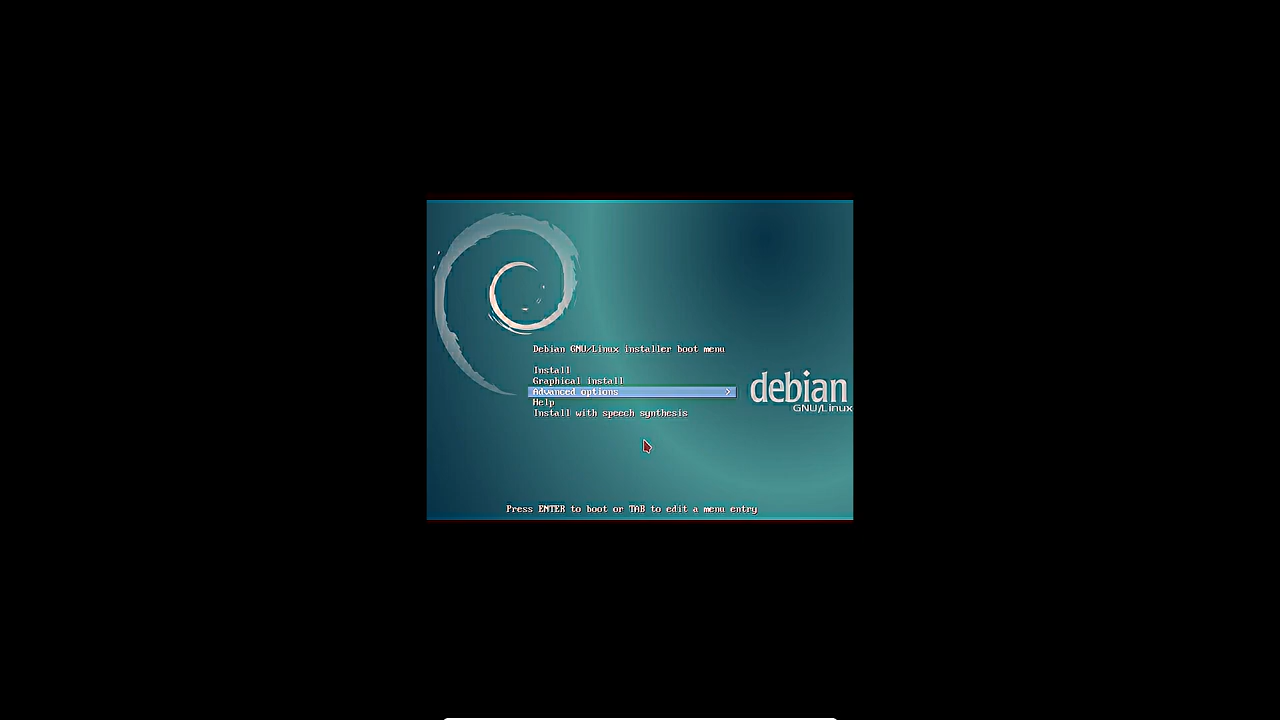 Debian GNU/Linux installer boot menu
Install
Graphical install
Advanced options >
Help
Install with speech synthesis
debian
GNU/Linux
Press ENTER to boot or TAB to edit a menu entry